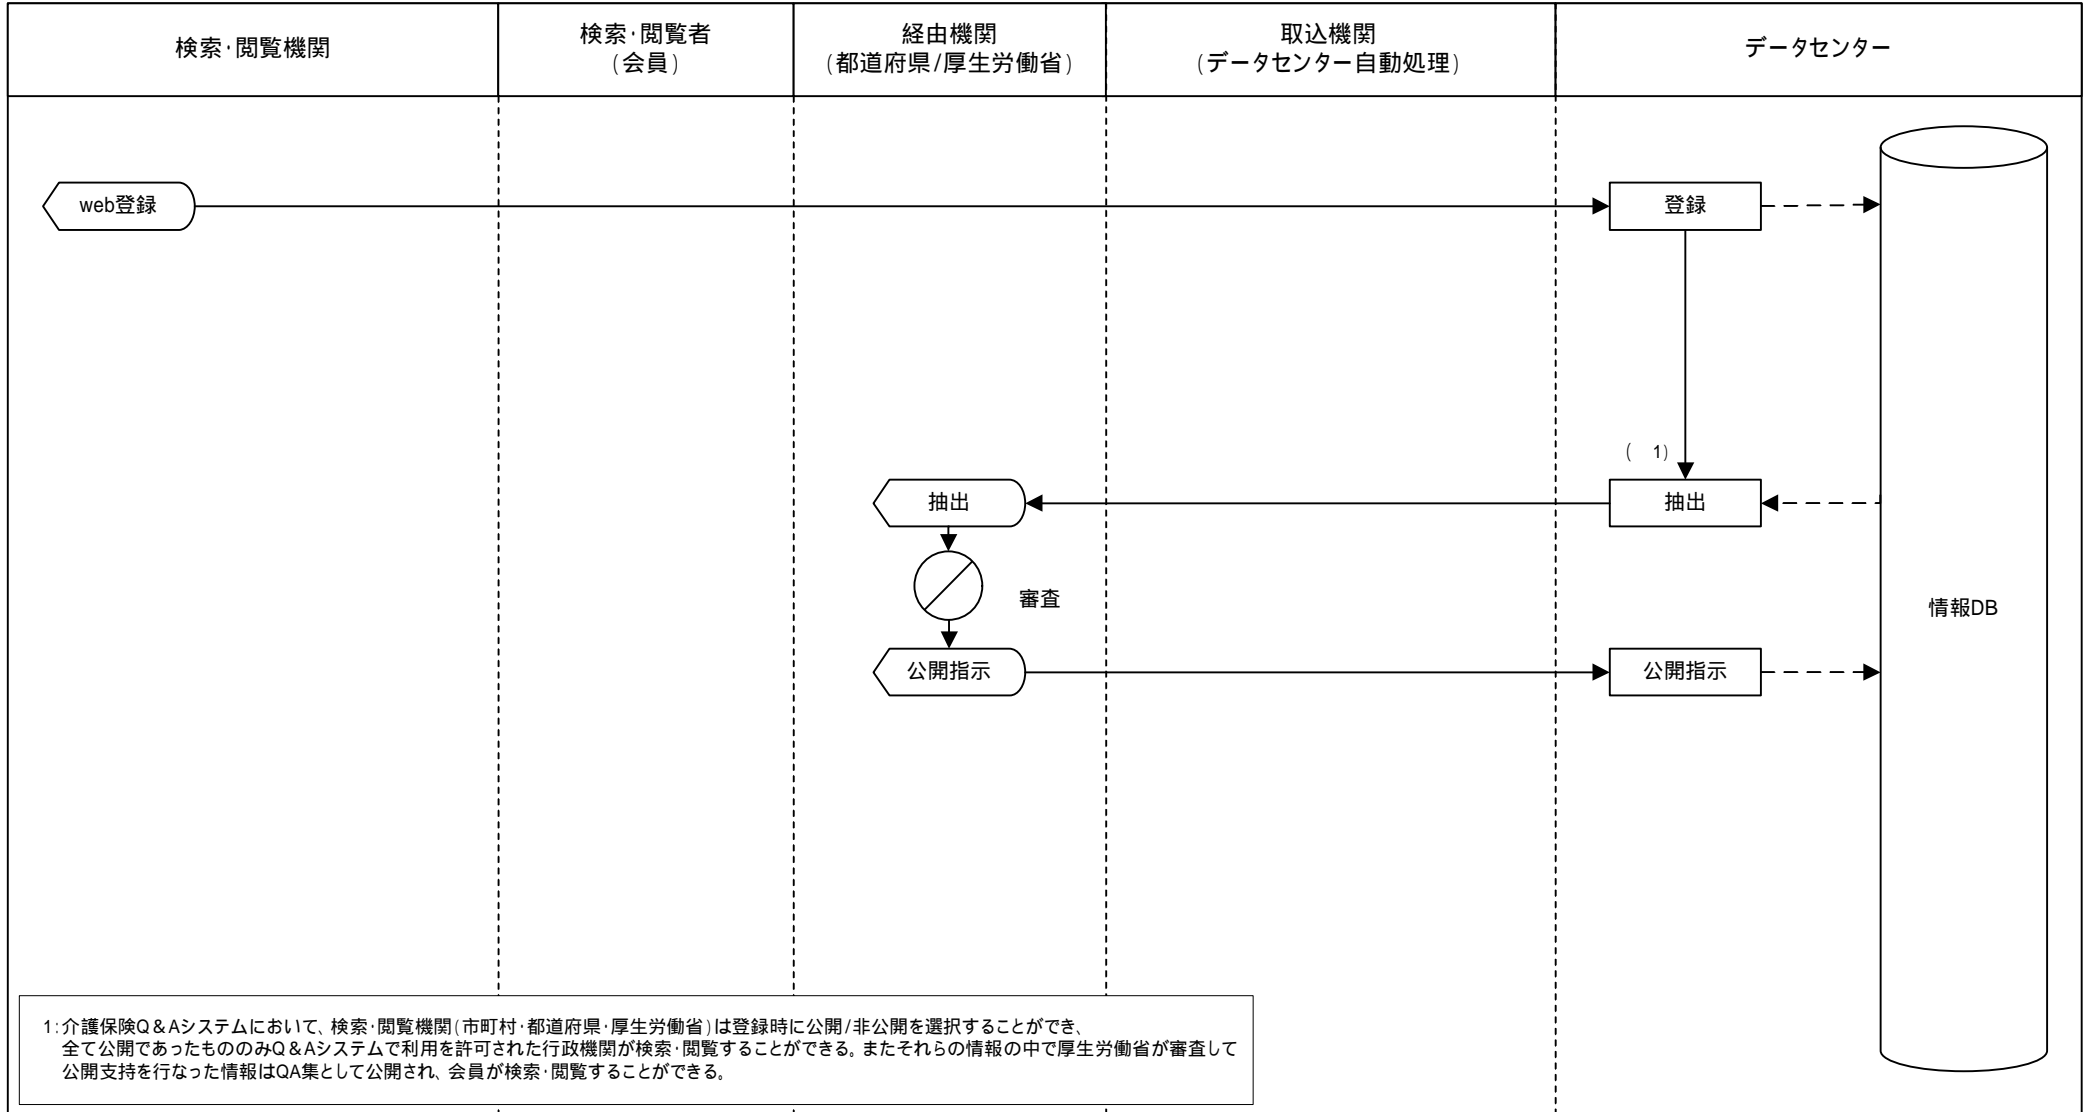 検索・閲覧機関
検索・閲覧者
(会員)
経由機関
(都道府県/厚生労働省)
取込機関
(データセンター自動処理)
データセンター
web登録
登録
( 1)
抽出
抽出
審査
情報DB
公開指示
公開指示
1:介護保険Q&Aシステムにおいて、検索・閲覧機関(市町村・都道府県・厚生労働省)は登録時に公開/非公開を選択することができ、
全て公開であったもののみQ&Aシステムで利用を許可された行政機関が検索・閲覧することができる。またそれらの情報の中で厚生労働省が審査して
公開支持を行なった情報はQA集として公開され、会員が検索・閲覧することができる。